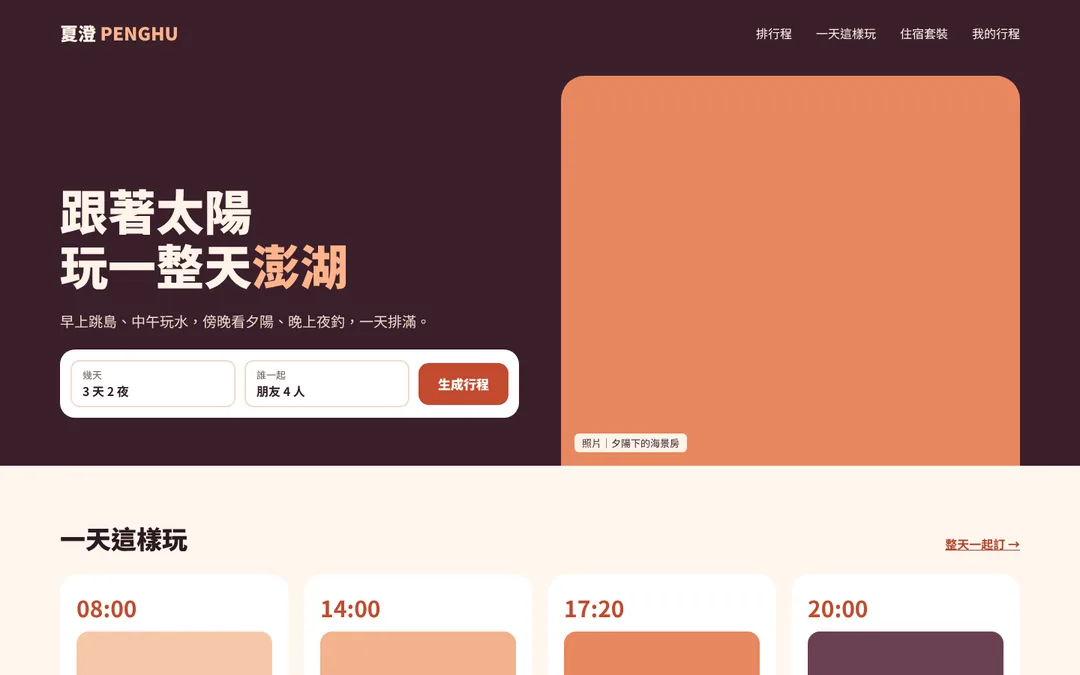 夏澄 PENGHU
排行程 一天這樣玩 住宿套裝 我的行程
跟著太陽
玩一整天澎湖
早上跳島、中午玩水，傍晚看夕陽、晚上夜釣，一天排滿。
幾天
3 天 2 夜
誰一起
朋友 4 人
生成行程
照片｜夕陽下的海景房
一天這樣玩
整天一起訂 →
08:00
14:00
17:20
20:00